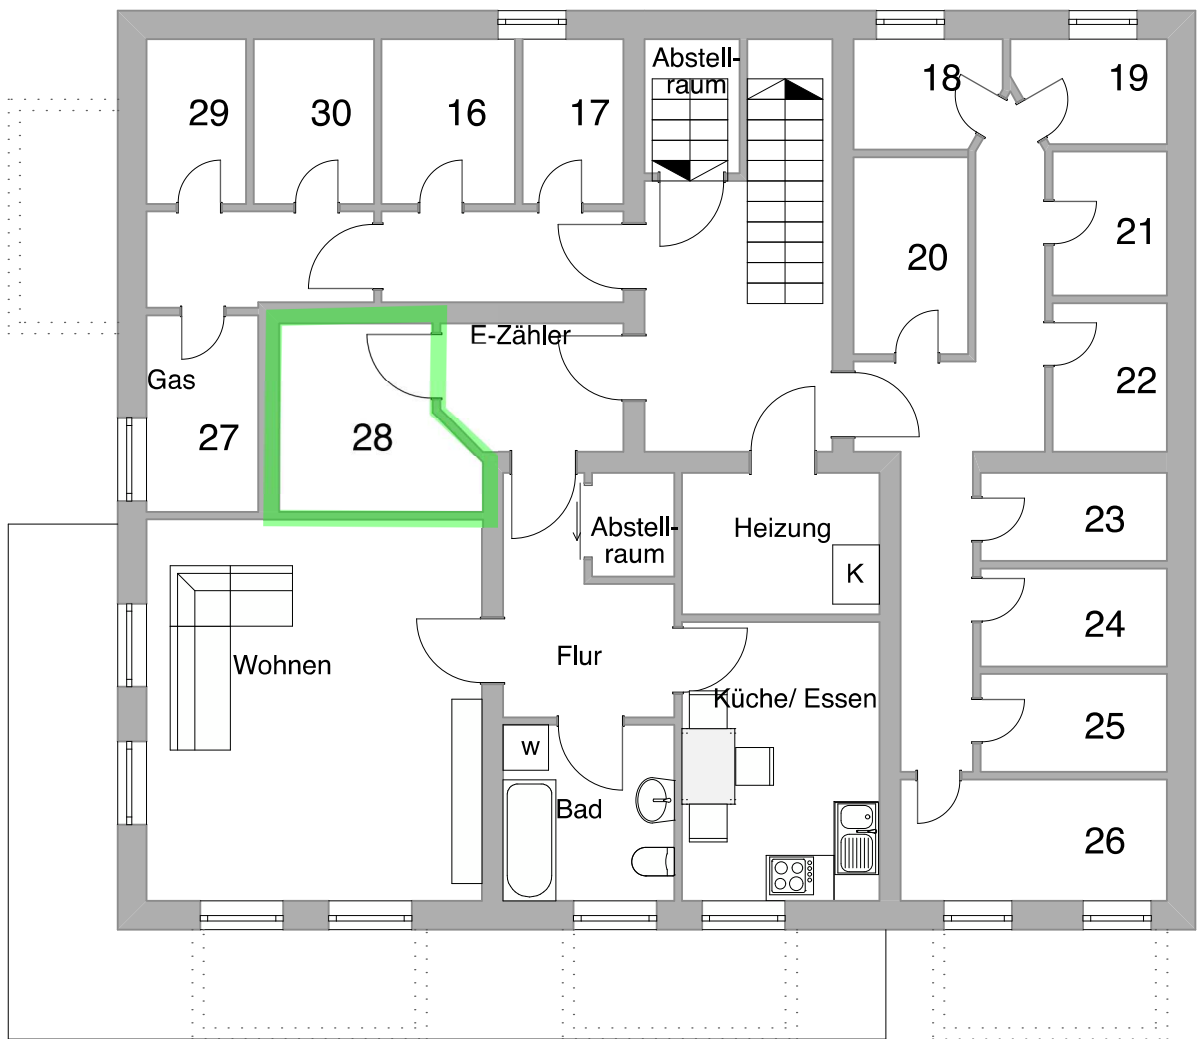 Abstell-
raum
29
30
16
17
18
19
20
21
22
E-Zähler
Gas
27
28
Abstell-
raum
Heizung
K
23
24
25
26
Wohnen
Flur
Küche/ Essen
w
Bad